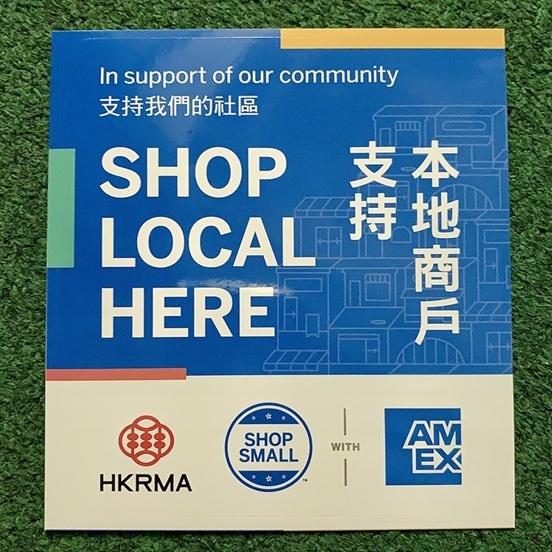 In support of our community
支持我們的社區
SHOP
LOCAL
HERE
支持
本地商戶
HKRMA
SHOP
SMALL
TM
WITH
AM
EX